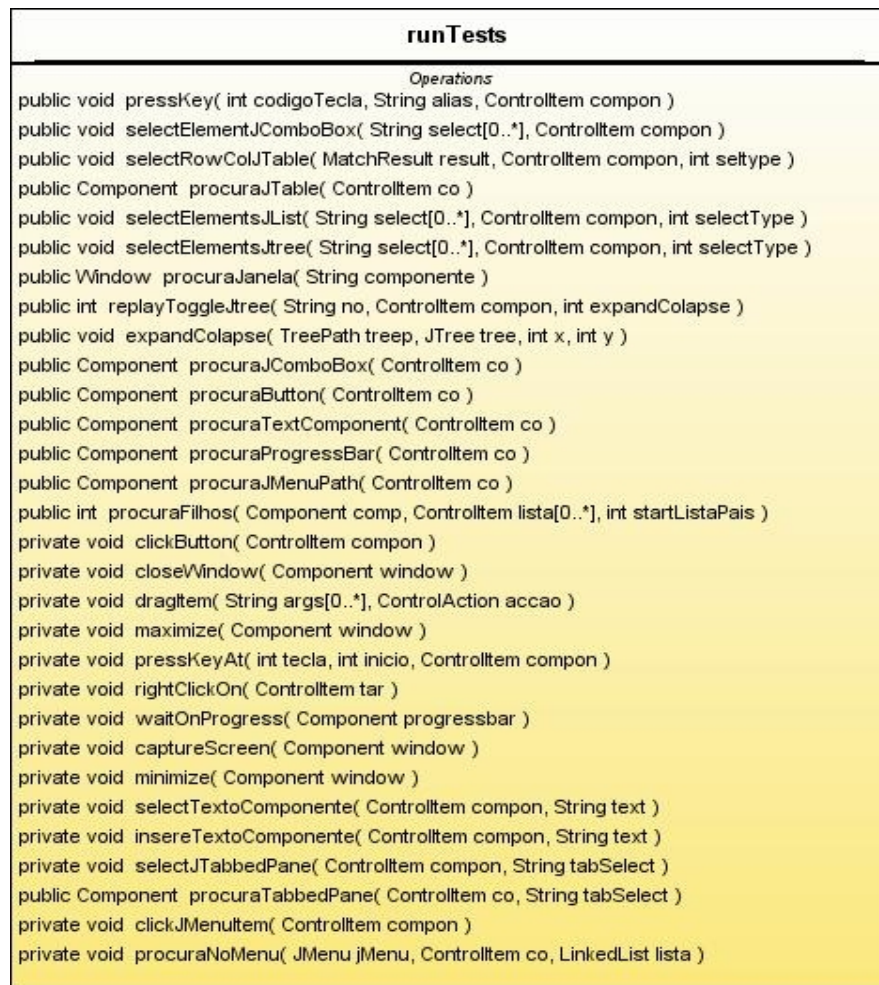 runTests
Operations
public void pressKey( int codigoTecla, String alias, ControlItem compon )
public void selectElementJComboBox( String select[0..*], ControlItem compon )
public void selectRowColJTable( MatchResult result, ControlItem compon, int seltype )
public Component procuraJTable( ControlItem co )
public void selectElementsJList( String select[0..*], ControlItem compon, int selectType )
public void selectElementsJtree( String select[0..*], ControlItem compon, int selectType )
public Window procuraJanela( String componente )
public int replayToggleJtree( String no, ControlItem compon, int expandColapse )
public void expandColapse( TreePath treep, JTree tree, int x, int y )
public Component procuraJComboBox( ControlItem co )
public Component procuraButton( ControlItem co )
public Component procuraTextComponent( ControlItem co )
public Component procuraProgressBar( ControlItem co )
public Component procuraJMenuPath( ControlItem co )
public int procuraFilhos( Component comp, ControlItem lista[0..*], int startListaPais )
private void clickButton( ControlItem compon )
private void closeWindow( Component window )
private void dragItem( String args[0..*], ControlAction accao )
private void maximize( Component window )
private void pressKeyAt( int tecla, int inicio, ControlItem compon )
private void rightClickOn( ControlItem tar )
private void waitOnProgress( Component progressbar )
private void captureScreen( Component window )
private void minimize( Component window )
private void selectTextoComponente( ControlItem compon, String text )
private void insereTextoComponente( ControlItem compon, String text )
private void selectJTabbedPane( ControlItem compon, String tabSelect )
public Component procuraTabbedPane( ControlItem co, String tabSelect )
private void clickJMenuItem( ControlItem compon )
private void procuraNoMenu( JMenu jMenu, ControlItem co, LinkedList lista )